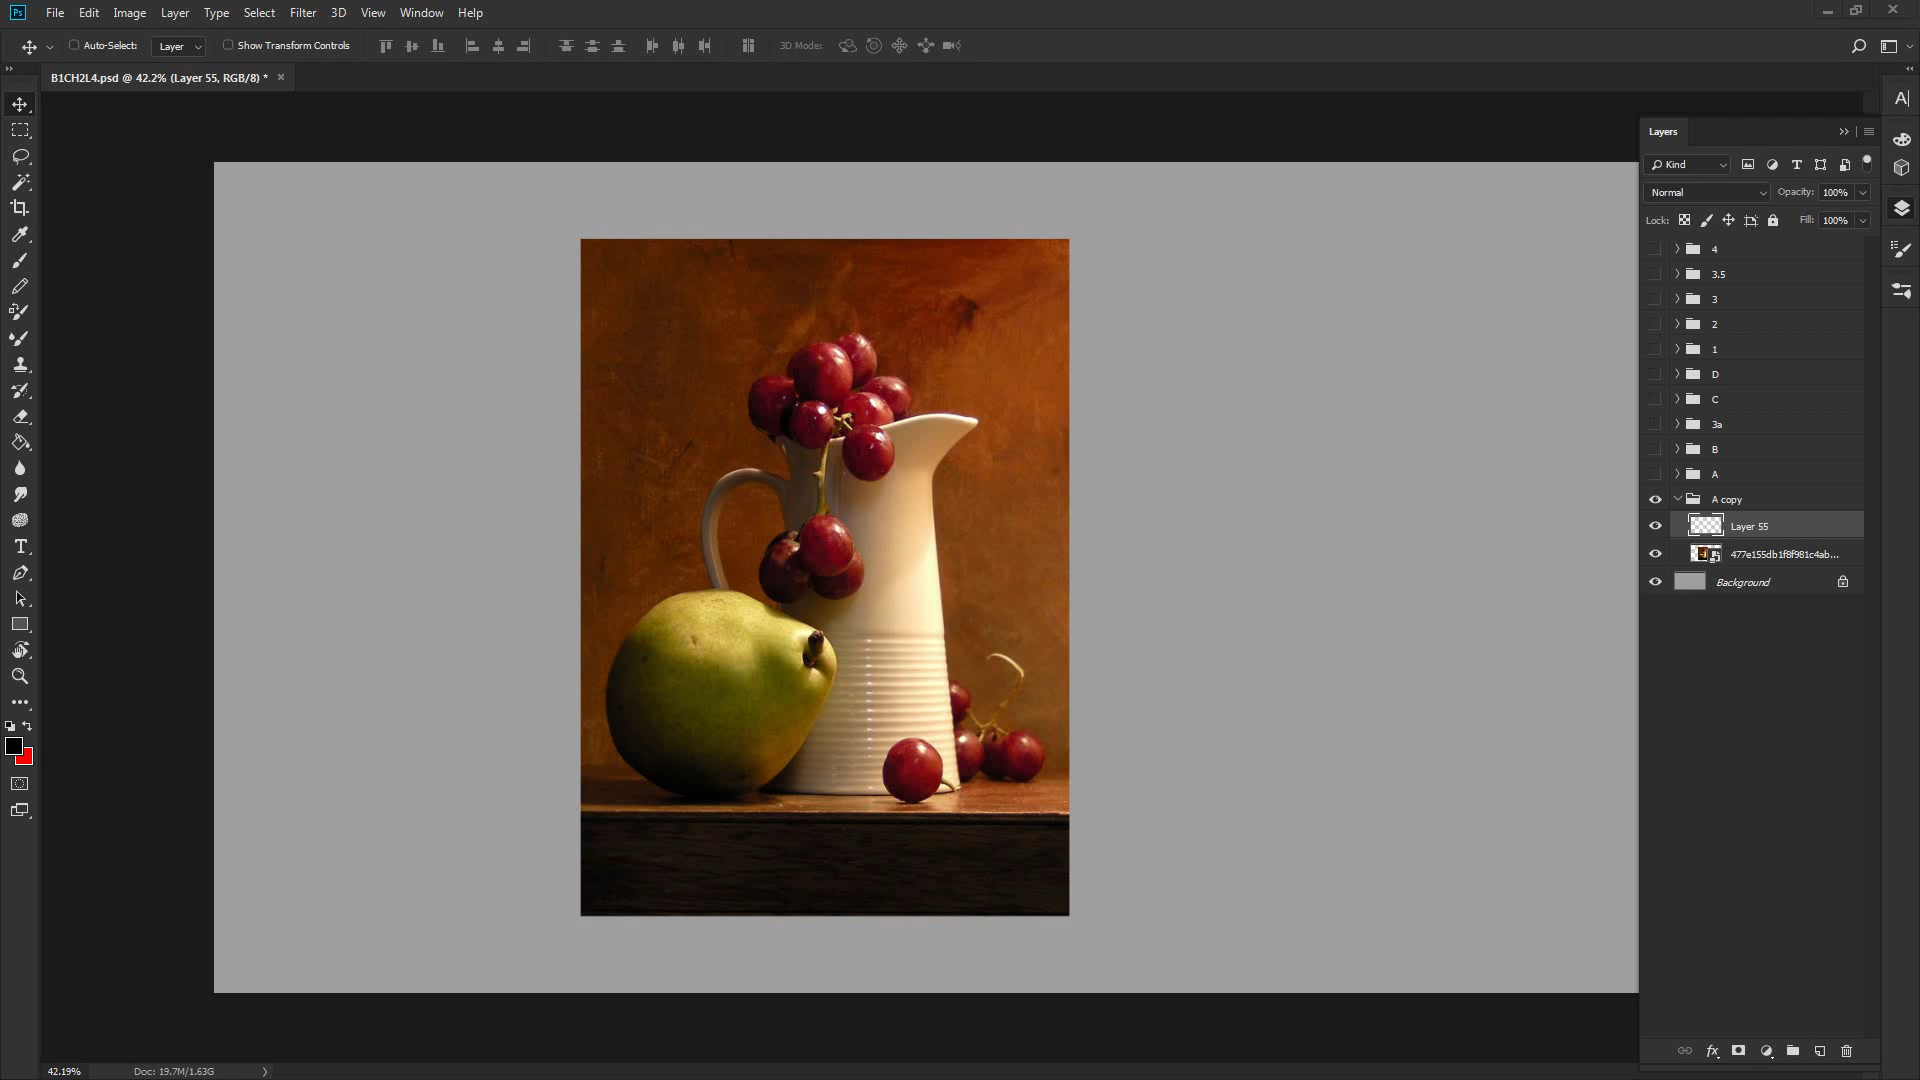 Ps File Edit Image Layer Type Select Filter 3D View Window Help
Auto-Select: Layer Show Transform Controls 3D Mode:
B1CH2L4.psd @ 42.2% (Layer 55, RGB/8) *
Layers
Kind
Normal Opacity: 100%
Lock: Fill: 100%
4
3.5
3
2
1
D
C
3a
B
A
A copy
Layer 55
477e155db1f8f981c4ab...
Background
42.19% Doc: 19.7M/1.63G